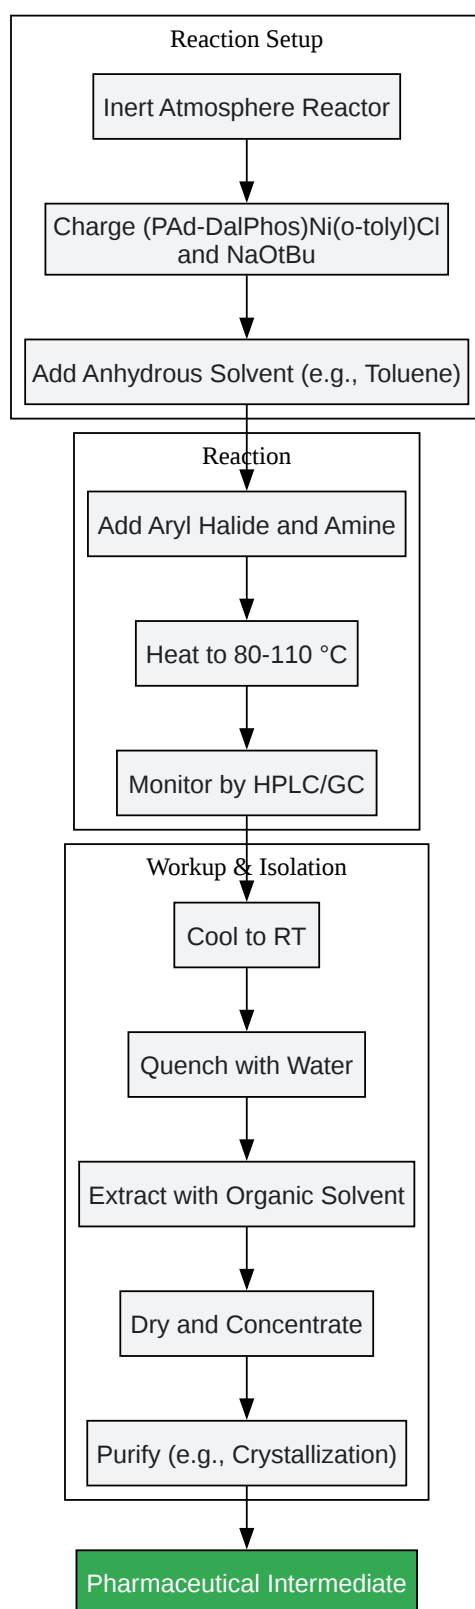 Reaction Setup
Inert Atmosphere Reactor
Charge (PAd-DalPhos)Ni(o-tolyl)Cl
and NaOtBu
Add Anhydrous Solvent (e.g., Toluene)
Reaction
Add Aryl Halide and Amine
Heat to 80-110 °C
Monitor by HPLC/GC
Workup & Isolation
Cool to RT
Quench with Water
Extract with Organic Solvent
Dry and Concentrate
Purify (e.g., Crystallization)
Pharmaceutical Intermediate